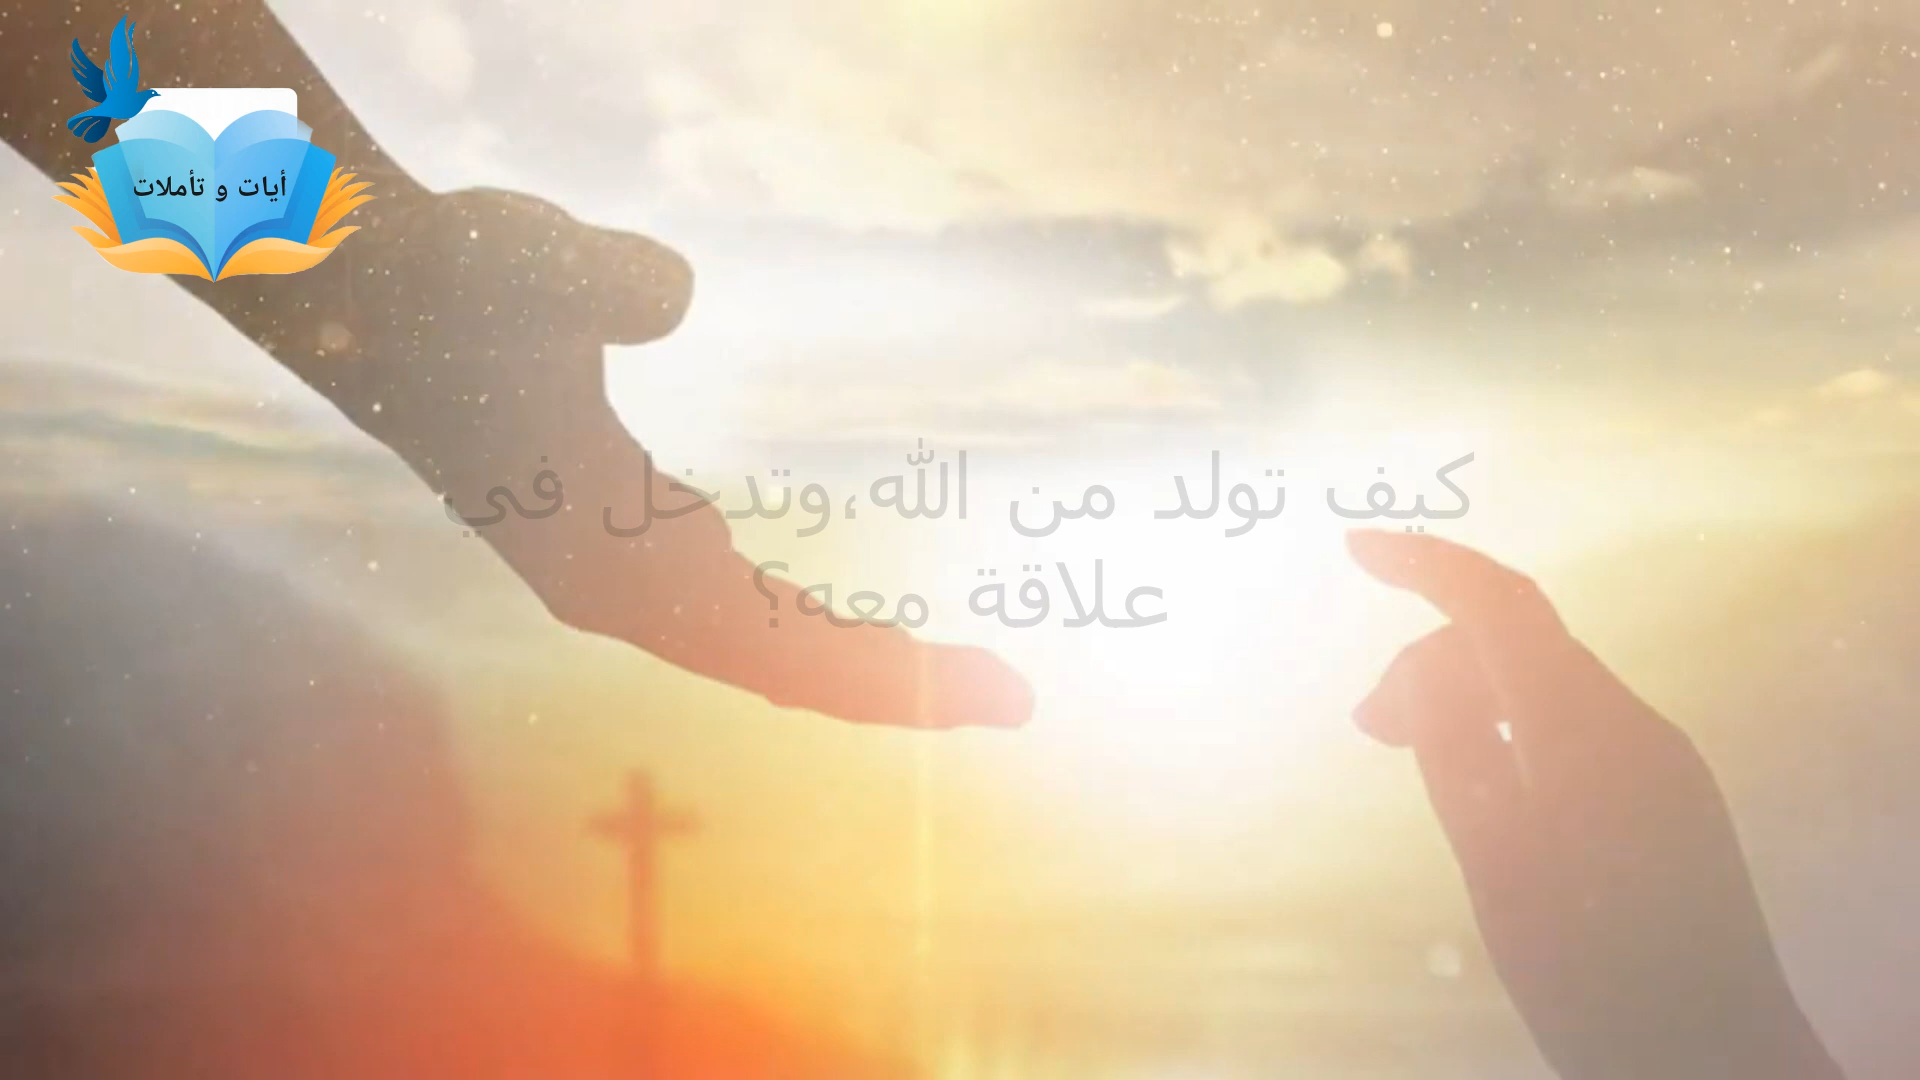 أيات و تأملات
كيف تولد من الله،وتدخل في
علاقة معه؟